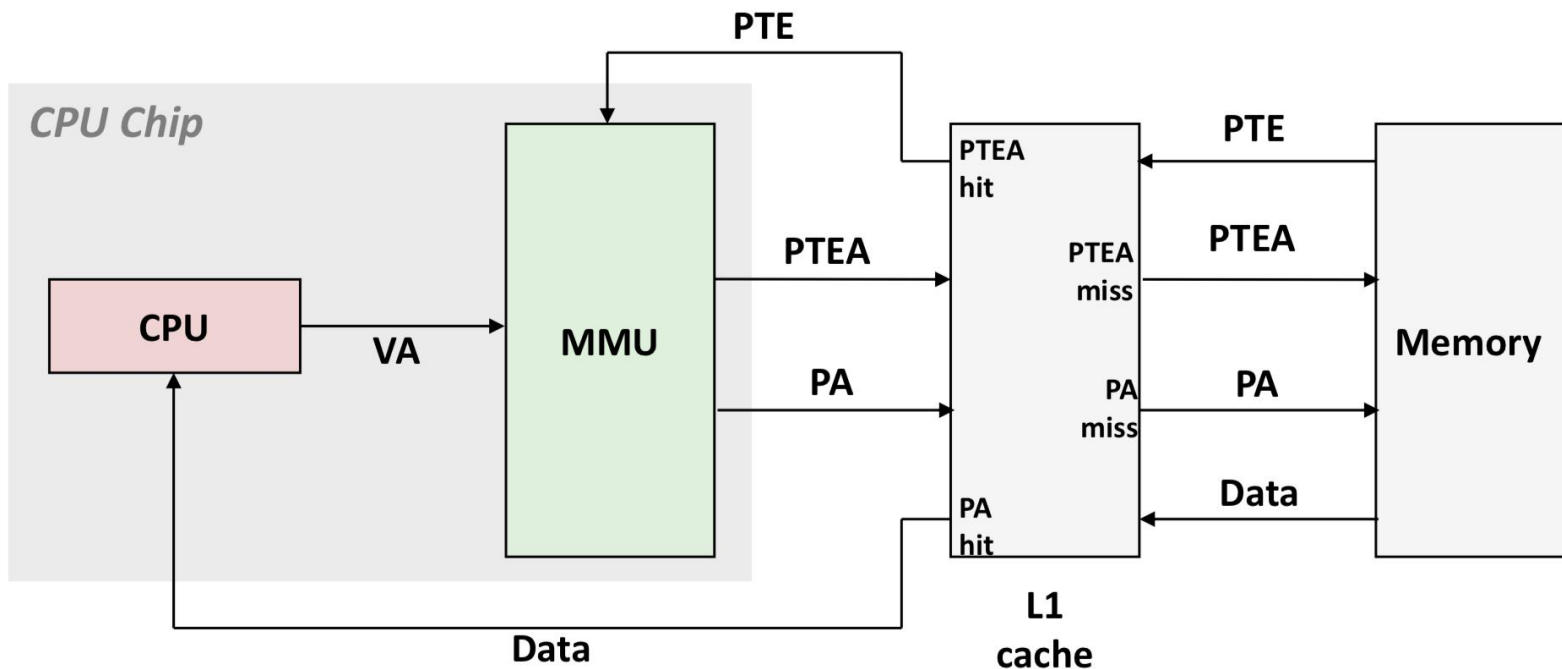 PTE
CPU Chip
PTEA
hit
PTE
PTEA
PTEA
miss
PTEA
CPU
VA
MMU
Memory
PA
PA
miss
PA
PA
hit
Data
Data
L1
cache